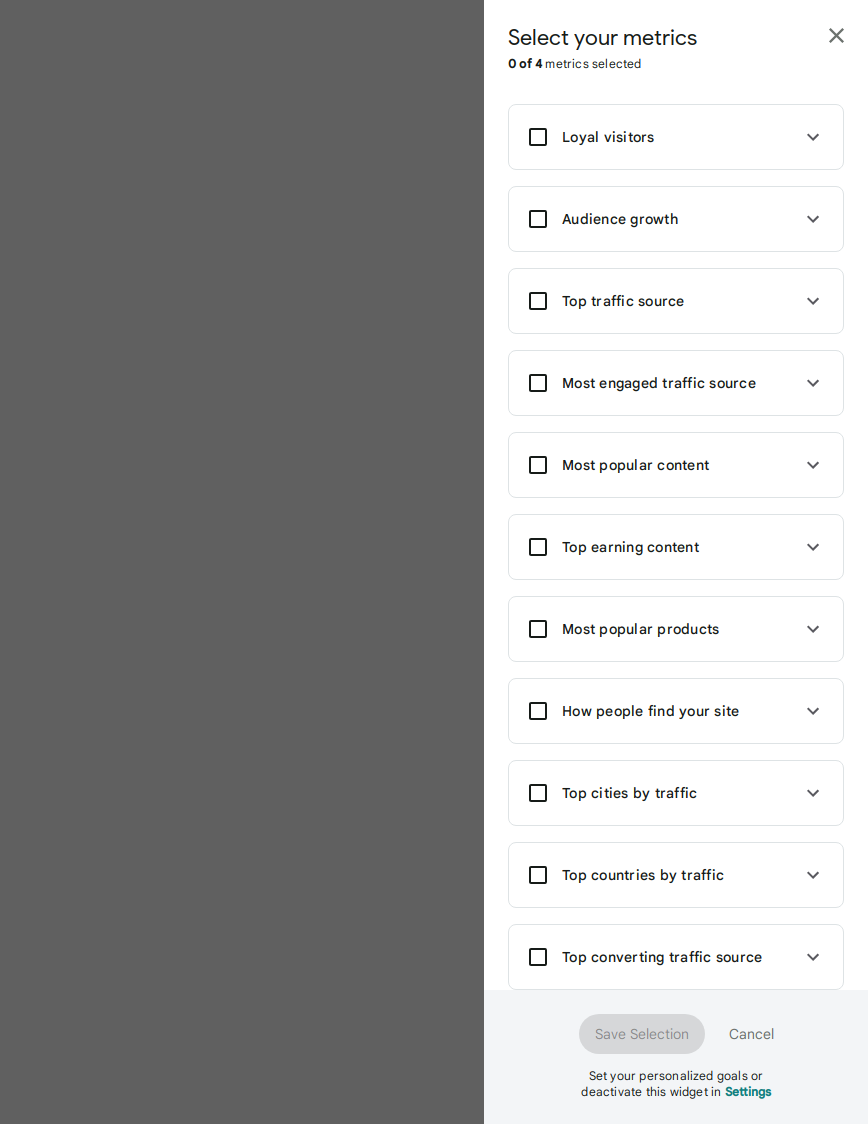 Select your metrics
0 of 4 metrics selected
Loyal visitors
Audience growth
Top traffic source
Most engaged traffic source
Most popular content
Top earning content
Most popular products
How people find your site
Top cities by traffic
Top countries by traffic
Top converting traffic source
Save Selection
Cancel
Set your personalized goals or
deactivate this widget in Settings